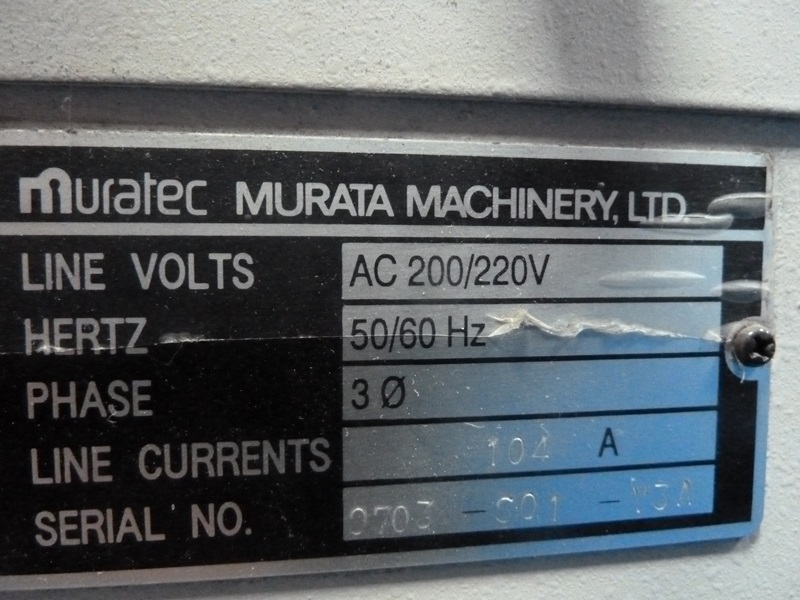 muratec MURATA MACHINERY, LTD.
LINE VOLTS AC 200/220V
HERTZ 50/60 Hz
PHASE 3 Ø
LINE CURRENTS 104 A
SERIAL NO.